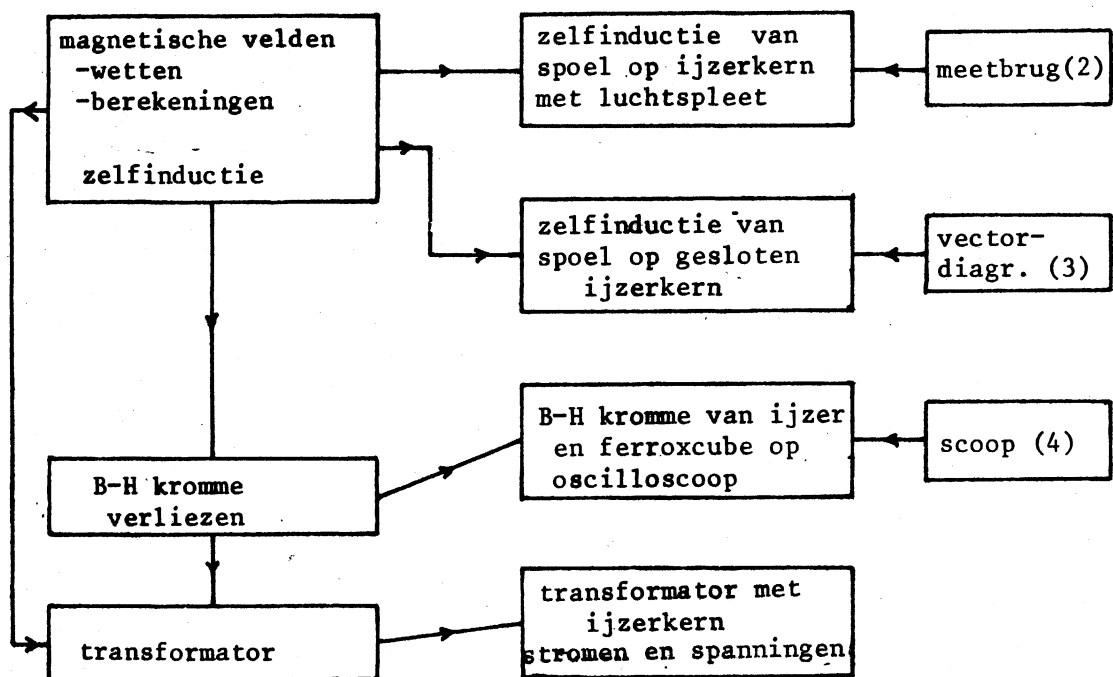 magnetische velden
-wetten
-berekeningen
zelfinductie
zelfinductie van
spoel op ijzerkern
met luchtspleet
meetbrug(2)
zelfinductie van
spoel op gesloten
ijzerkern
vector-
diagr. (3)
B-H kromme
verliezen
B-H kromme van ijzer
en ferroxcube op
oscilloscoop
scoop (4)
transformator
transformator met
ijzerkern
stromen en spanningen